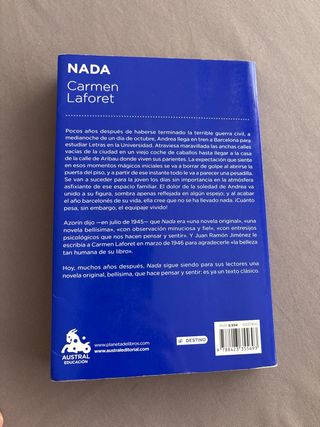 NADA
Carmen
Laforet
Pocos años después de haberse terminado la terrible guerra civil, a
medianoche de un día de octubre, Andrea llega en tren a Barcelona para
estudiar Letras en la Universidad. Atraviesa maravillada las anchas calles
vacías de la ciudad en un viejo coche de caballos hasta llegar a la casa
de la calle de Aribau donde viven sus parientes. La expectación que siente
en esos momentos mágicos iniciales se va a borrar de golpe al abrirse la
puerta del piso, y a partir de ese instante todo le va a parecer una pesadilla.
Se van a suceder para la joven los días sin importancia en la atmósfera
asfixiante de ese espacio familiar. El dolor de la soledad de Andrea va
unido a su figura, sombra apenas reflejada en algún espejo, y al acabar
el año barcelonés de su vida, ella cree que no se ha llevado nada. ¡Cuánto
pesa, sin embargo, el equipaje vivido!
Azorín dijo —en julio de 1945— que Nada era «una novela original», «una
novela bellísima», «con observación minuciosa y fiel», «con entresijos
psicológicos que nos hacen pensar y sentir». Y Juan Ramón Jiménez le
escribía a Carmen Laforet en marzo de 1946 para agradecerle «la belleza
tan humana de su libro».
Hoy, muchos años después, Nada sigue siendo para sus lectores una
novela original, bellísima, que hace pensar y sentir: es ya un texto clásico.
AUSTRAL
EDUCACIÓN
www.planetadelibros.com
www.australeditorial.com
DESTINO
9 788423 355693